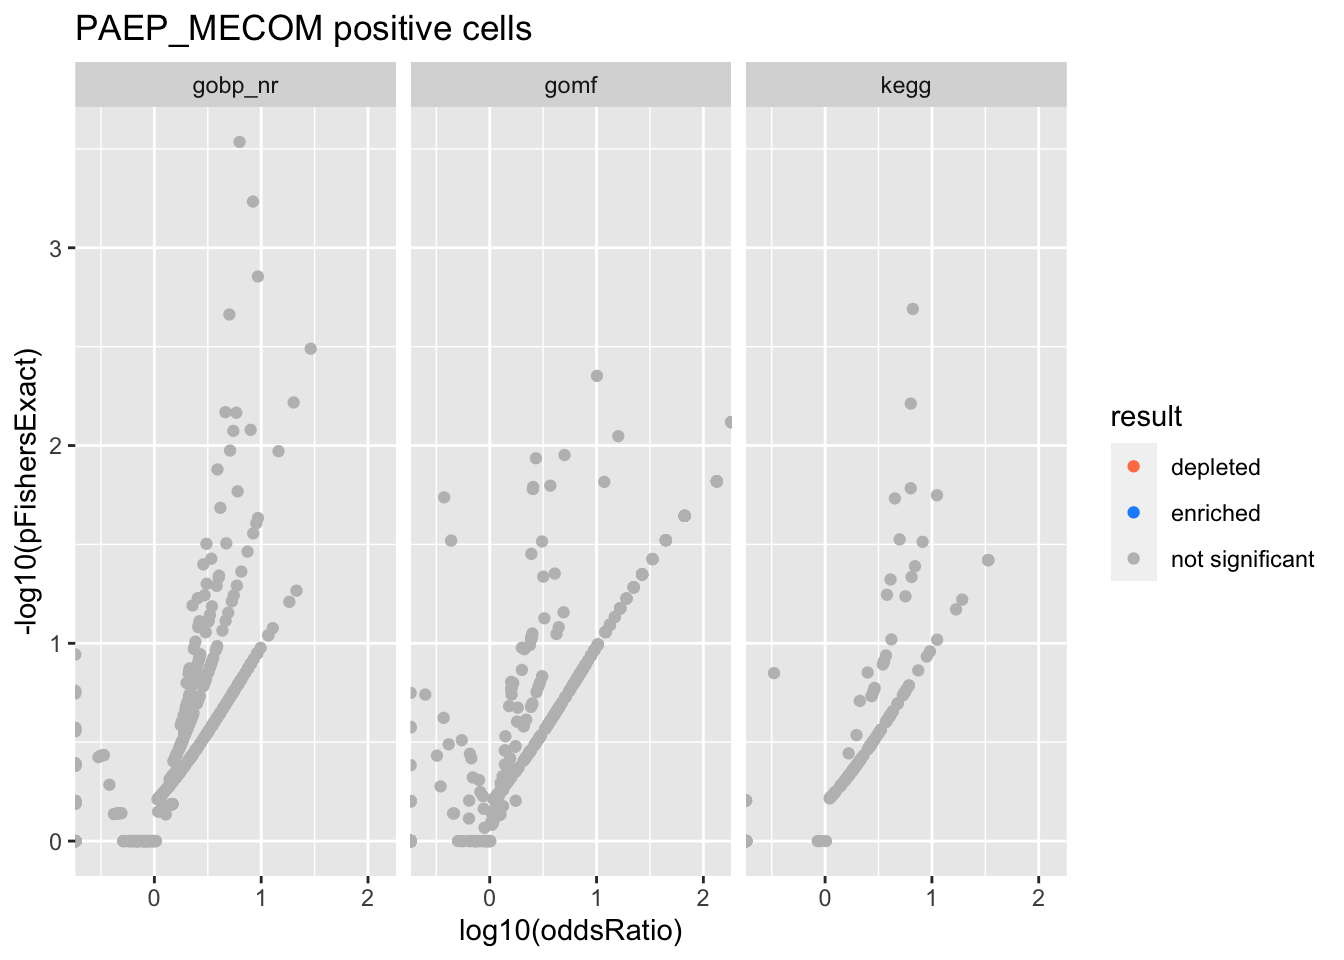 PAEP_MECOM positive cells
gobp_nr
gomf
kegg
3
2
1
0
-log10(pFishersExact)
0 1 2
0 1 2
0 1 2
log10(oddsRatio)
result
depleted
enriched
not significant